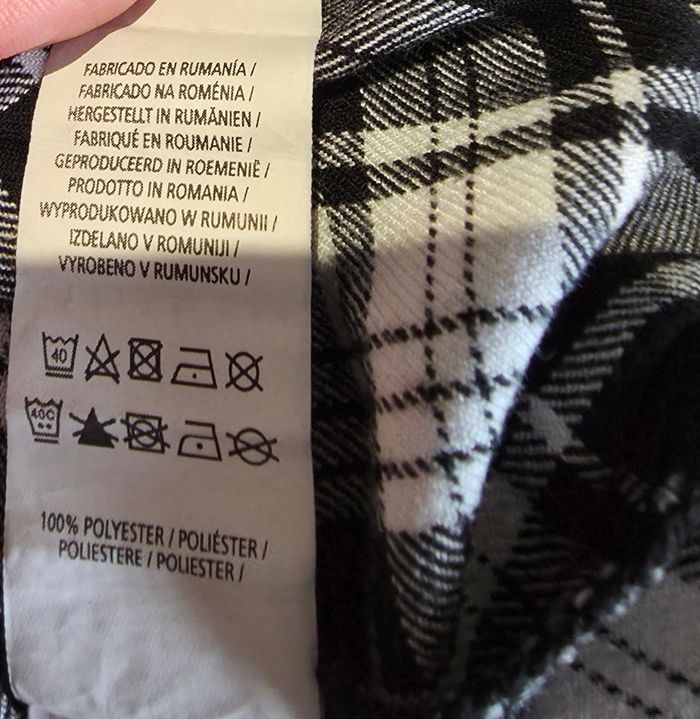 FABRICADO EN RUMANÍA /
FABRICADO NA ROMÉNIA /
HERGESTELLT IN RUMÄNIEN /
FABRIQUÉ EN ROUMANIE /
GEPRODUCEERD IN ROEMENIË /
PRODOTTO IN ROMANIA /
WYPRODUKOWANO W RUMUNII /
IZDELANO V ROMUNIJI /
VYROBENO V RUMUNSKU /
40
40C
100% POLYESTER / POLIÉSTER /
POLIESTERE / POLIESTER /